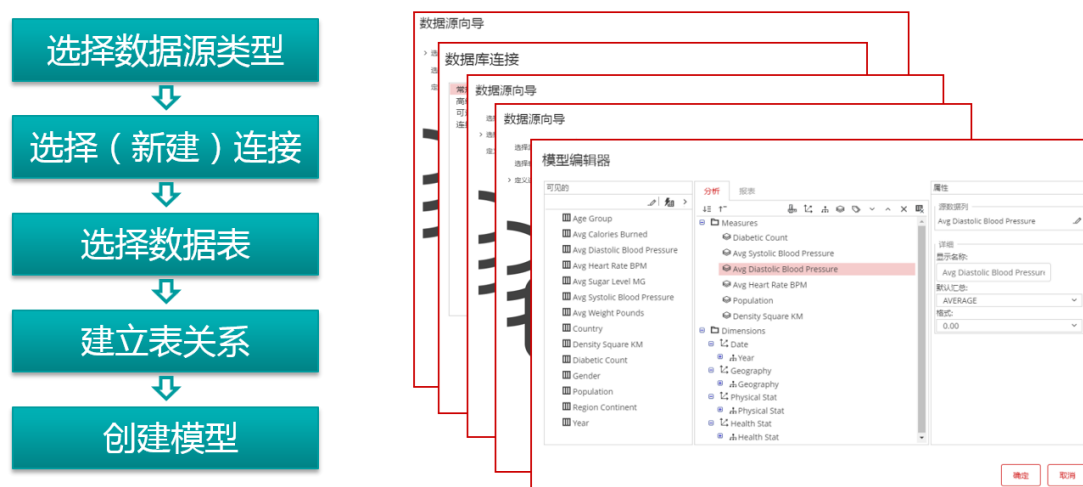 选择数据源类型
选择（新建）连接
选择数据表
建立表关系
创建模型
数据源向导
数据库连接
数据源向导
数据源向导
模型编辑器
可见的
Age Group
Avg Calories Burned
Avg Diastolic Blood Pressure
Avg Heart Rate BPM
Avg Sugar Level MG
Avg Systolic Blood Pressure
Avg Weight Pounds
Country
Density Square KM
Diabetic Count
Gender
Population
Region Continent
Year
分析 报表
Measures
Diabetic Count
Avg Systolic Blood Pressure
Avg Diastolic Blood Pressure
Avg Heart Rate BPM
Population
Density Square KM
Dimensions
Date
Year
Geography
Geography
Physical Stat
Physical Stat
Health Stat
Health Stat
属性
源数据列
Avg Diastolic Blood Pressure
详细
显示名称:
Avg Diastolic Blood Pressure
默认汇总:
AVERAGE
格式:
0.00
确定 取消